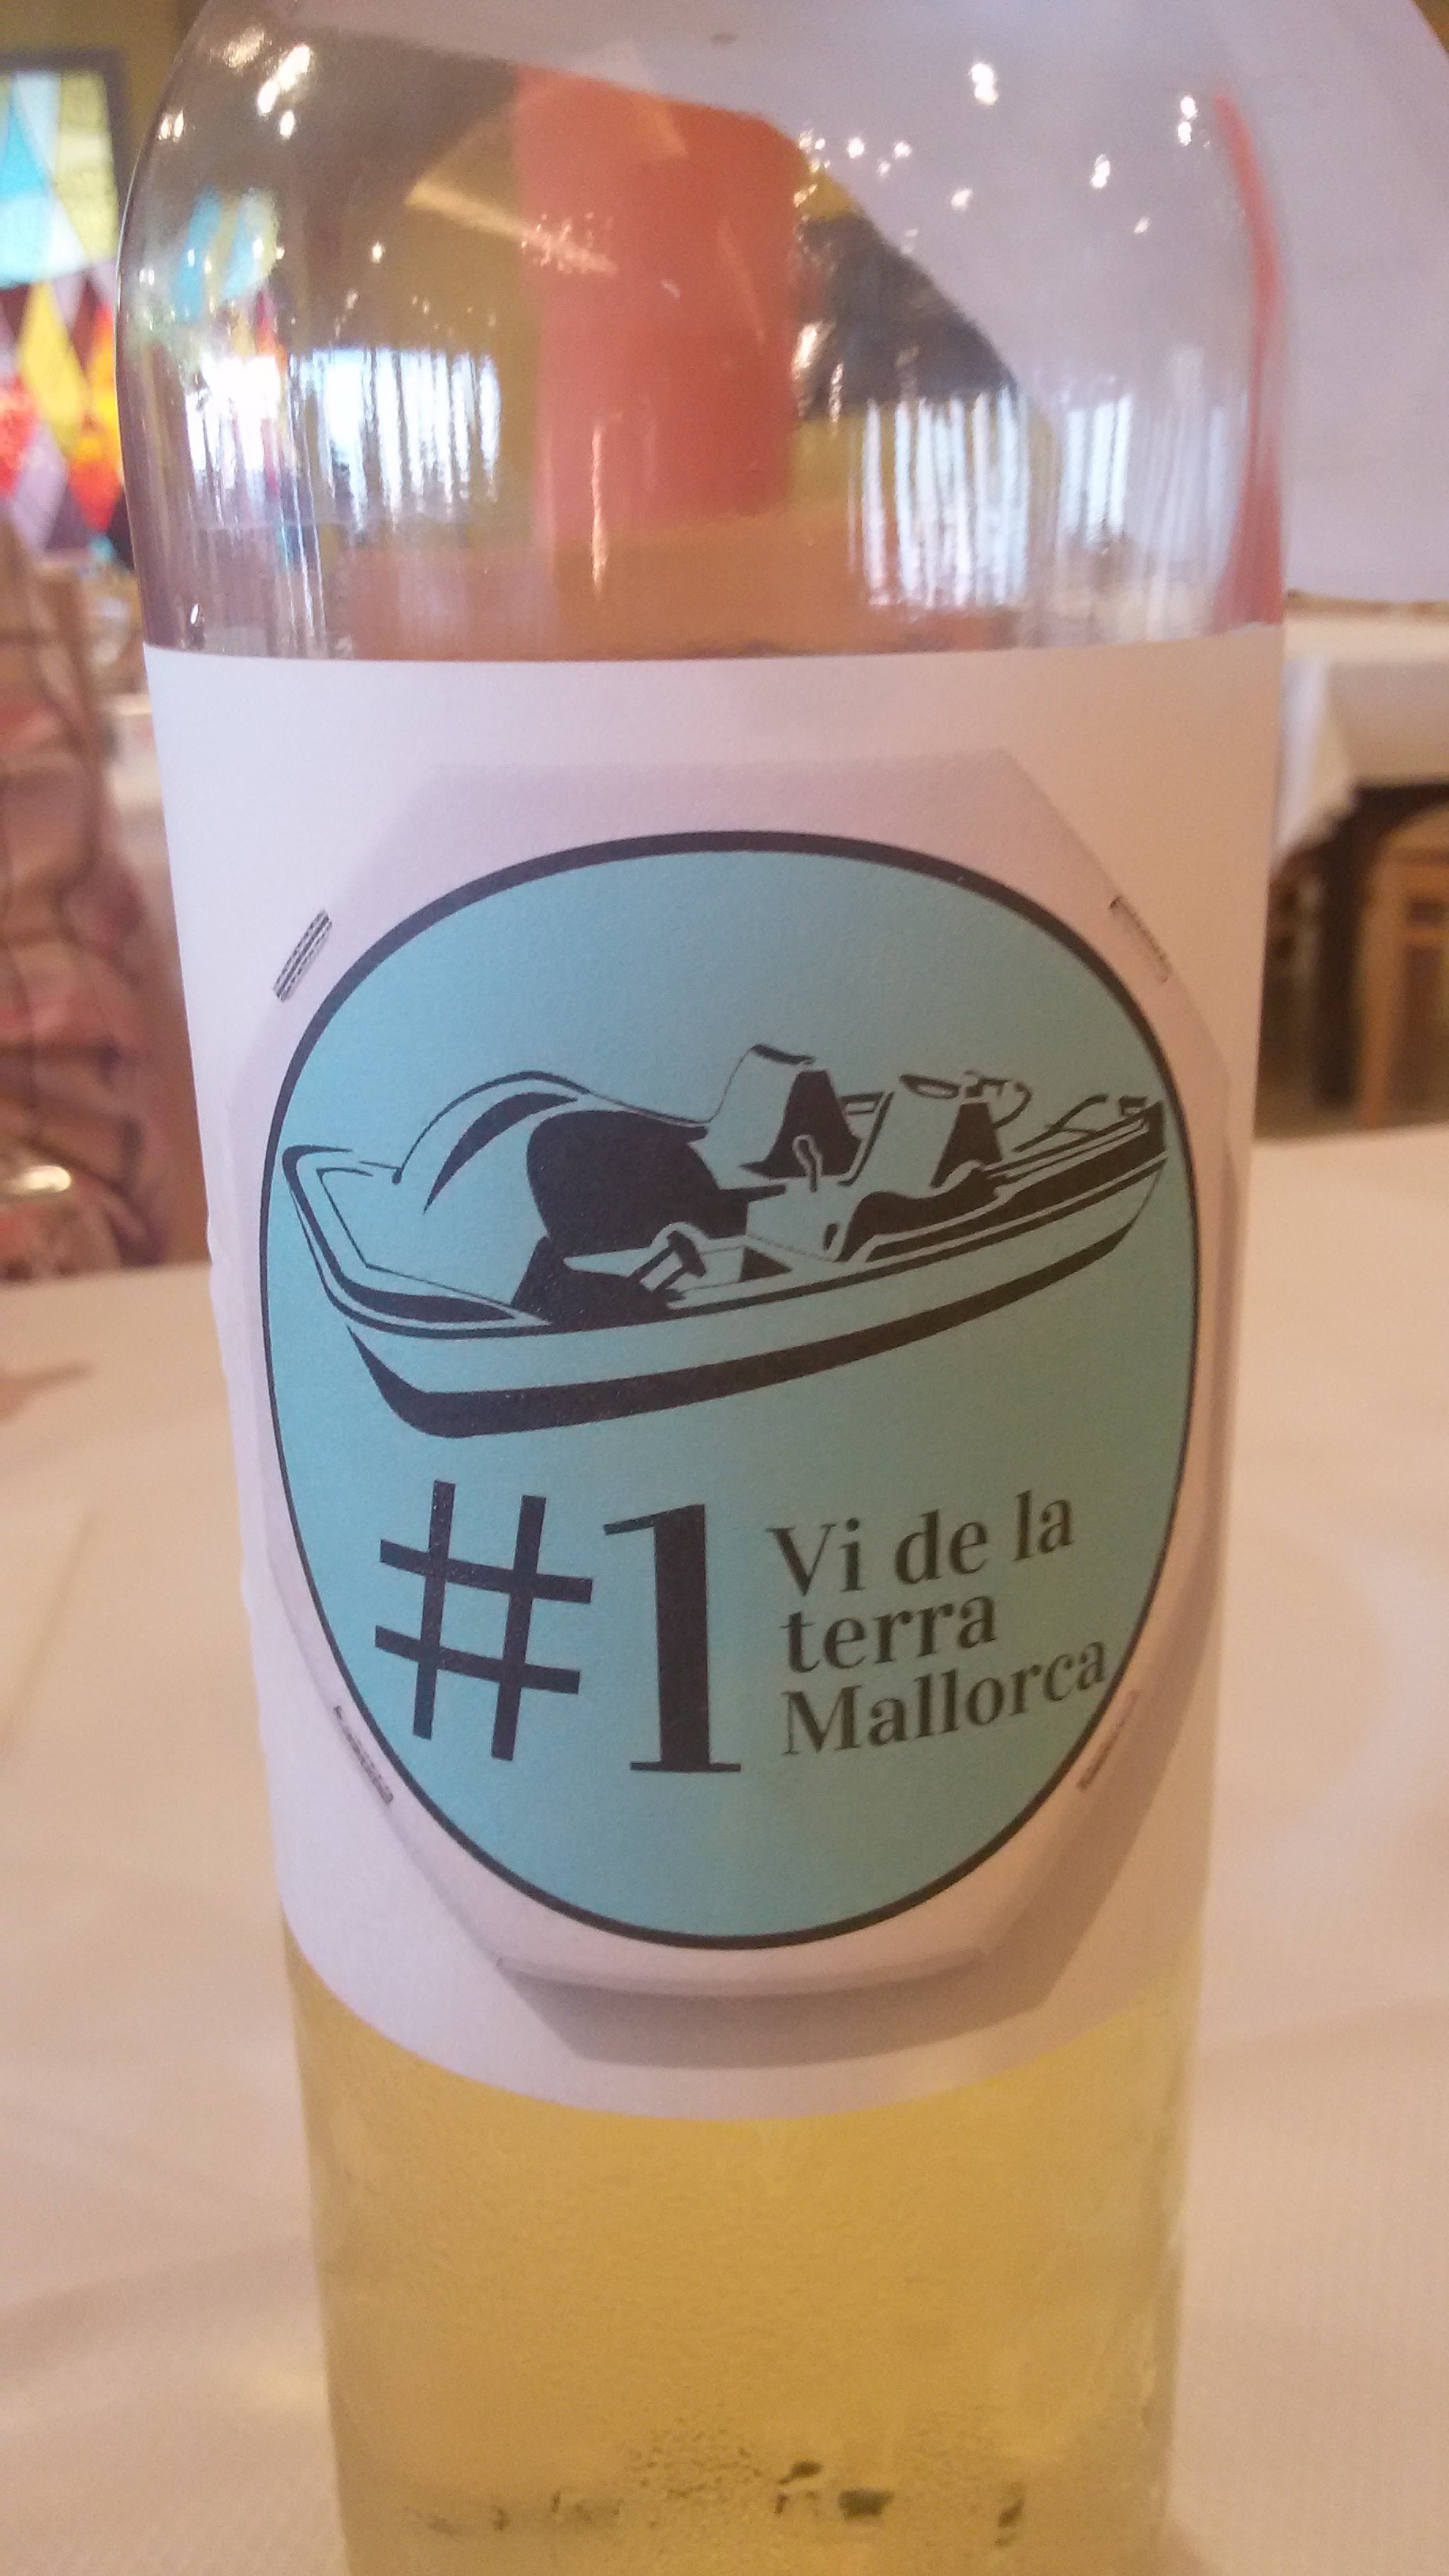 #1
Vi de la
terra
Mallorca